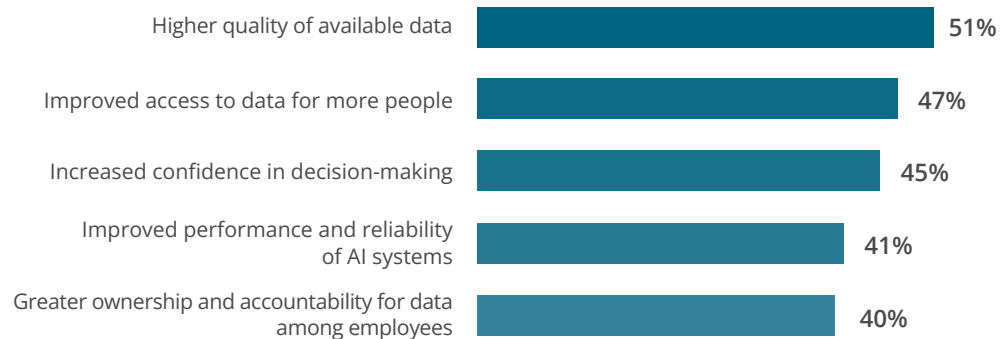 Higher quality of available data
51%
Improved access to data for more people
47%
Increased confidence in decision-making
45%
Improved performance and reliability
of AI systems
41%
Greater ownership and accountability for data
among employees
40%